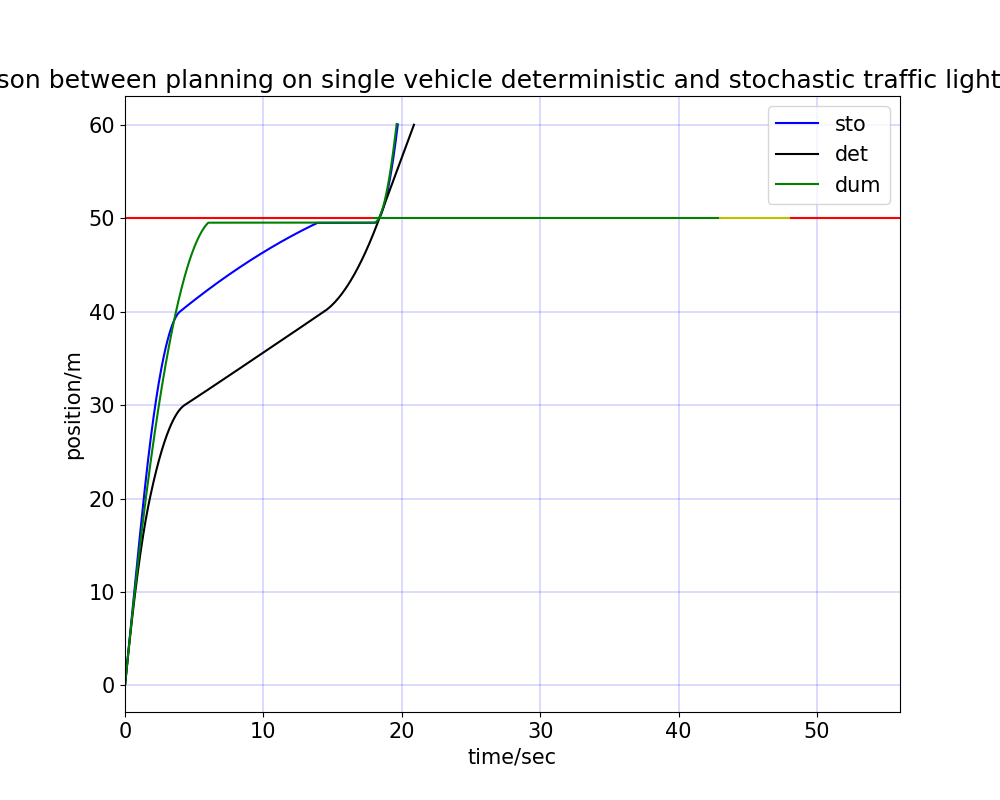 son between planning on single vehicle deterministic and stochastic traffic light
60
50
40
30
20
10
0
position/m
sto
det
dum
0 10 20 30 40 50
time/sec